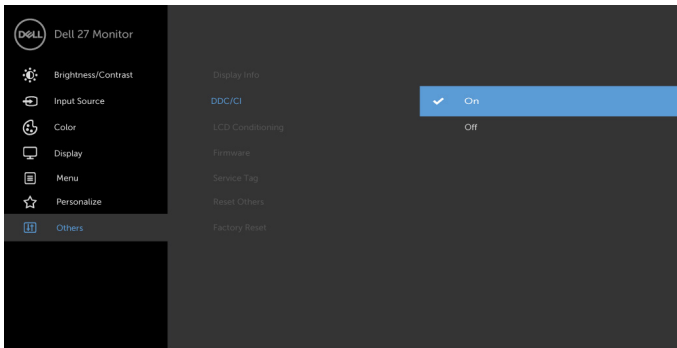 DELL
Dell 27 Monitor
Brightness/Contrast
Input Source
Color
Display
Menu
Personalize
Others
Display Info
DDC/CI
LCD Conditioning
Firmware
Service Tag
Reset Others
Factory Reset
On
Off